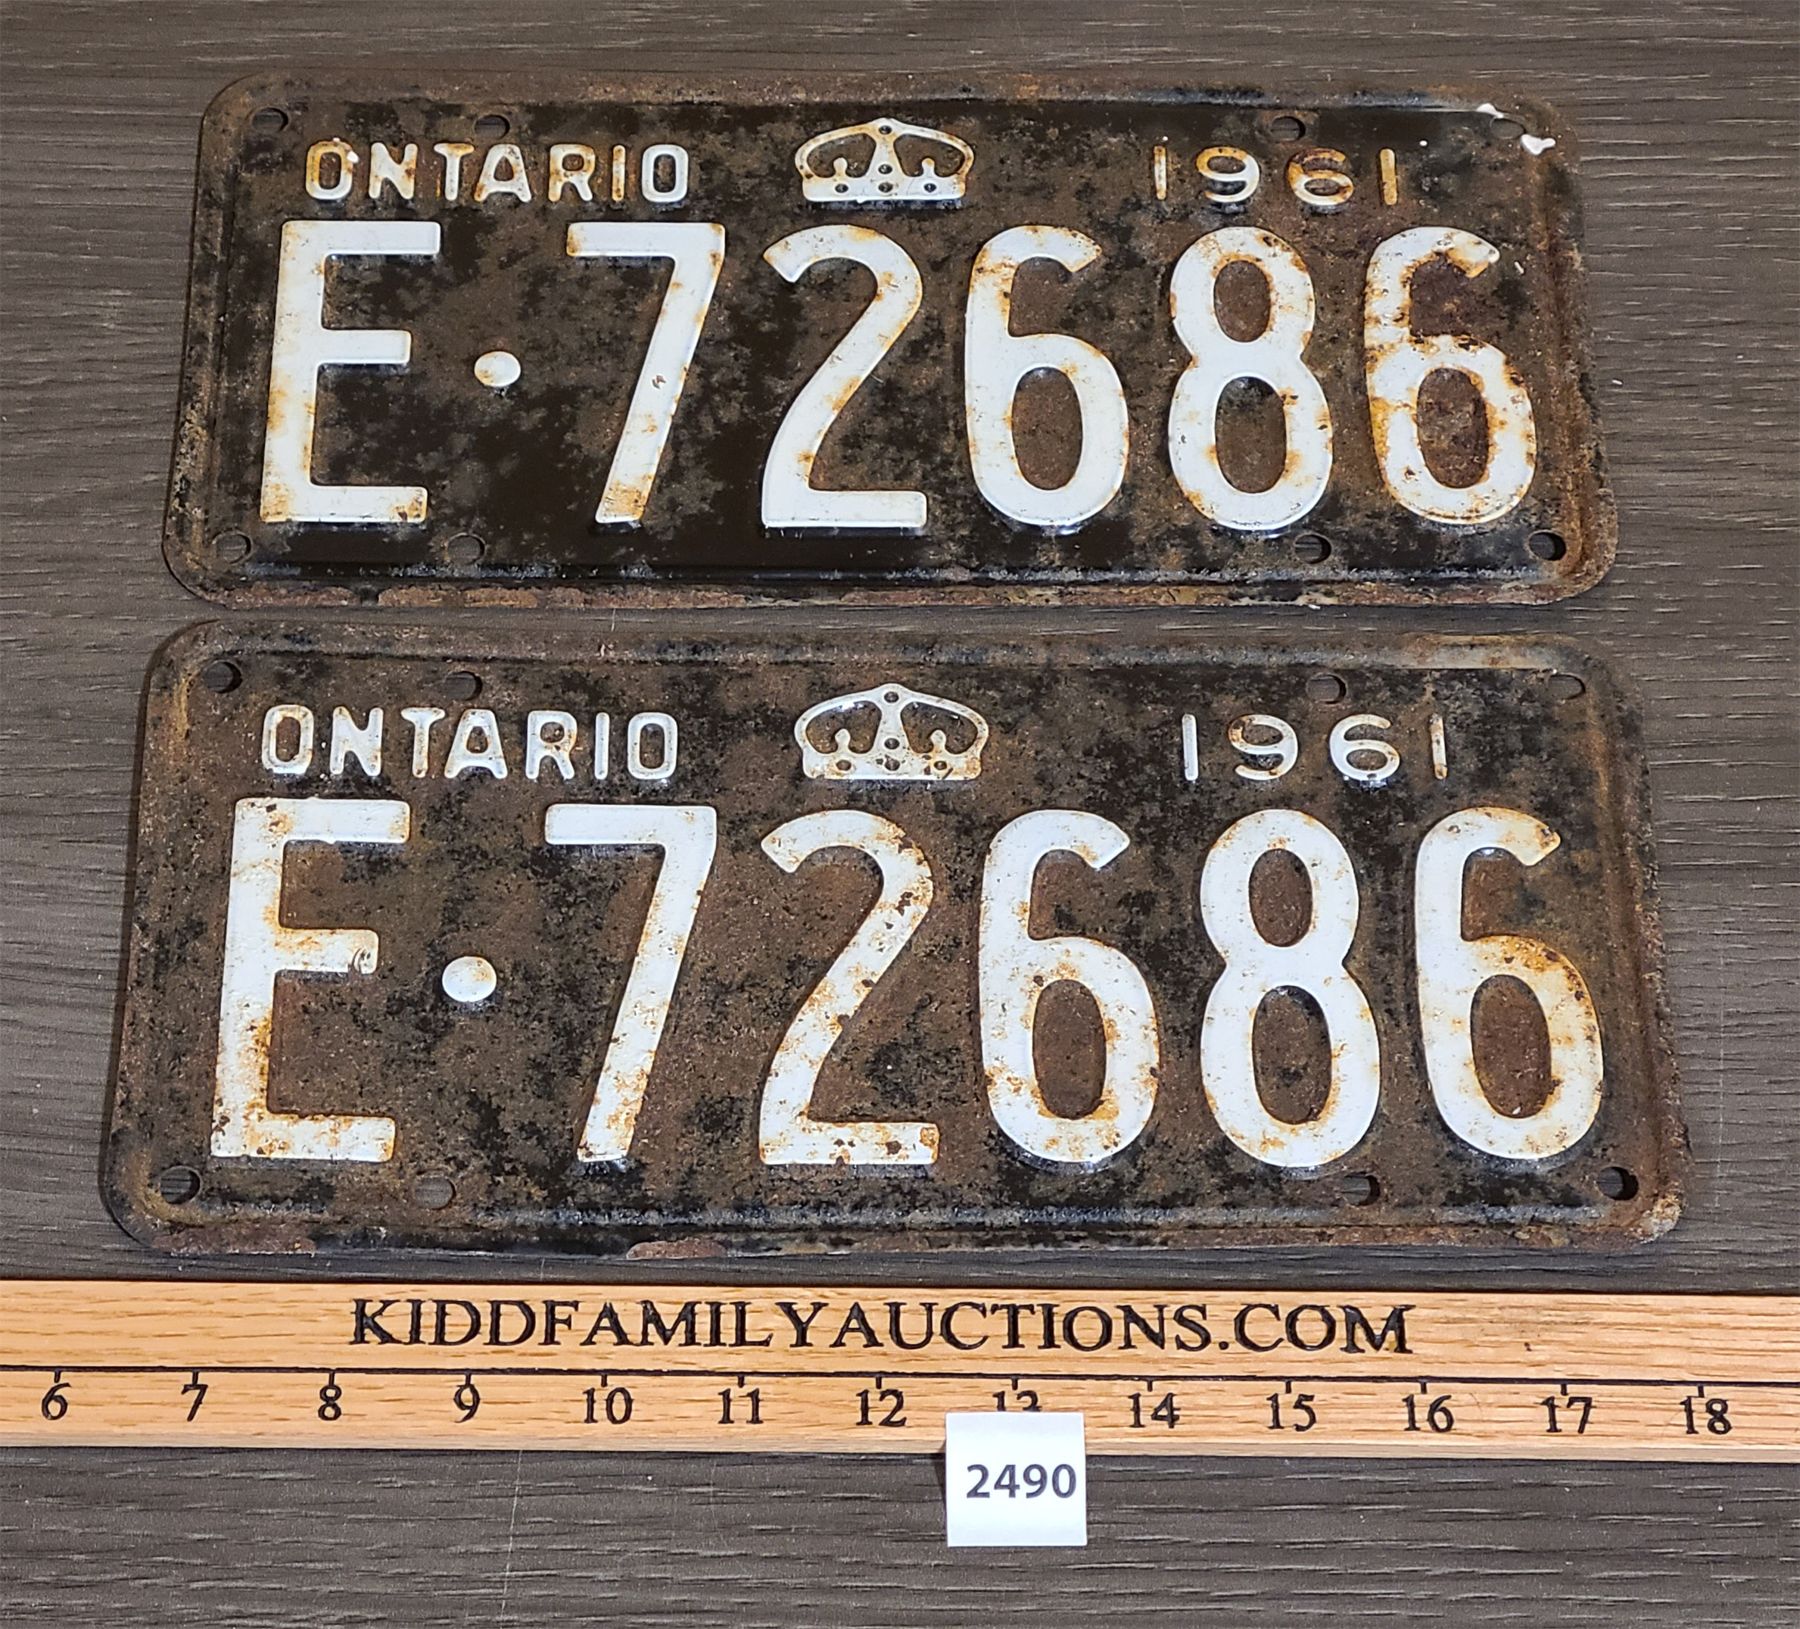 ONTARIO 1961
E·72686
ONTARIO 1961
E·72686
KIDDFAMILYAUCTIONS.COM
6 7 8 9 10 11 12 13 14 15 16 17 18
2490